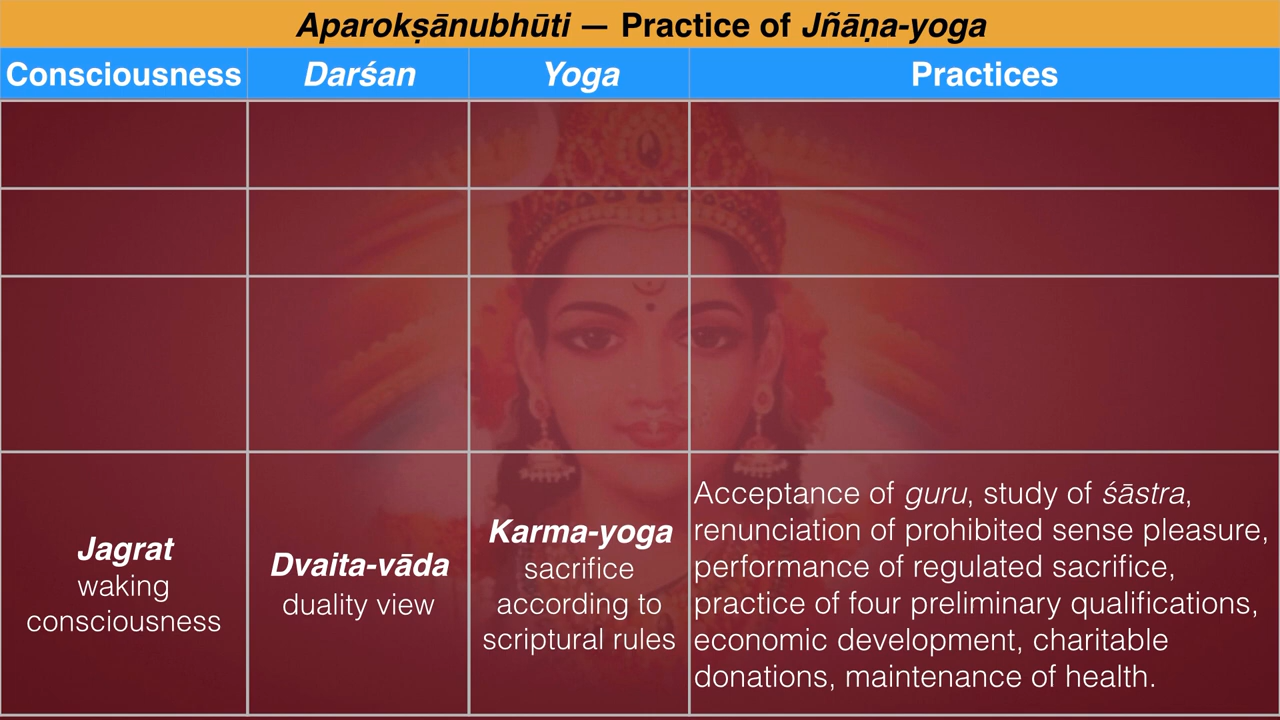 Aparokṣānubhūti — Practice of Jñāṇa-yoga
Consciousness Darśan Yoga Practices
Jagrat
waking
consciousness
Dvaita-vāda
duality view
Karma-yoga
sacrifice
according to
scriptural rules
Acceptance of guru, study of śāstra,
renunciation of prohibited sense pleasure,
performance of regulated sacrifice,
practice of four preliminary qualifications,
economic development, charitable
donations, maintenance of health.